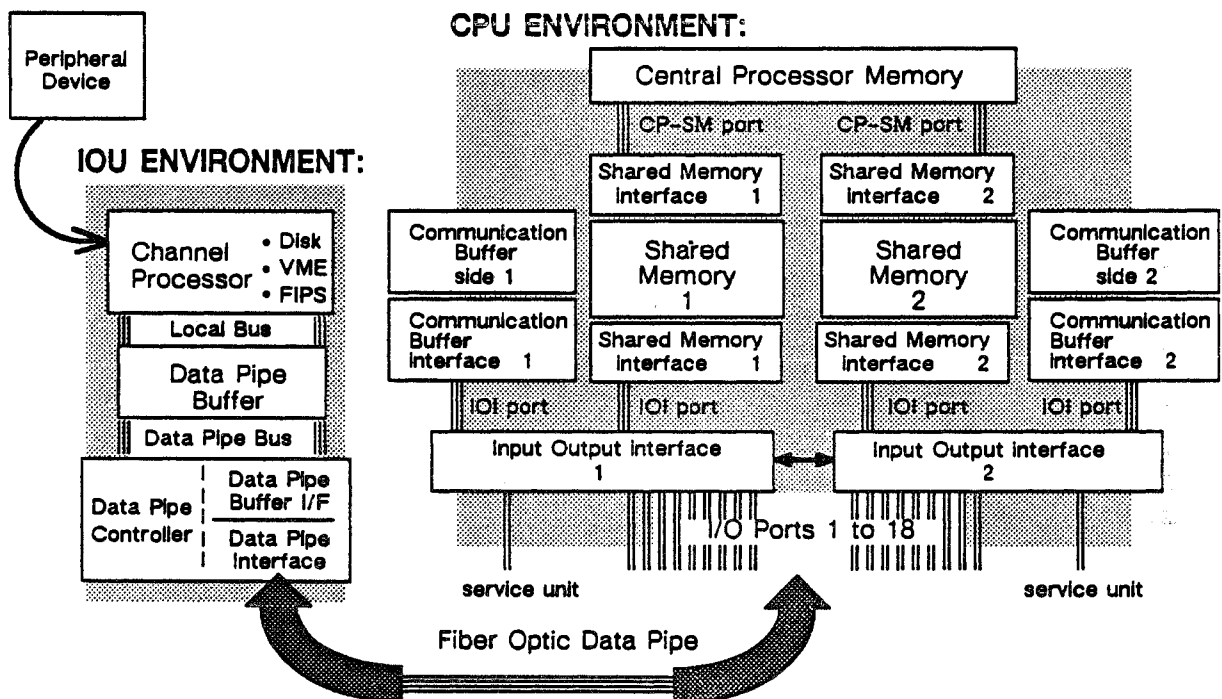 CPU ENVIRONMENT:
Peripheral
Device
Central Processor Memory
CP-SM port
CP-SM port
IOU ENVIRONMENT:
Shared Memory
interface 1
Shared Memory
interface 2
Channel
Processor
• Disk
• VME
• FIPS
Communication
Buffer
side 1
Shared
Memory
1
Shared
Memory
2
Communication
Buffer
side 2
Local Bus
Communication
Buffer
interface 1
Shared Memory
interface 1
Shared Memory
interface 2
Communication
Buffer
interface 2
Data Pipe
Buffer
IOI port
IOI port
IOI port
IOI port
Data Pipe Bus
Input Output interface
1
Input Output interface
2
Data Pipe
Controller
Data Pipe
Buffer I/F
Data Pipe
Interface
I/O Ports 1 to 18
service unit
service unit
Fiber Optic Data Pipe